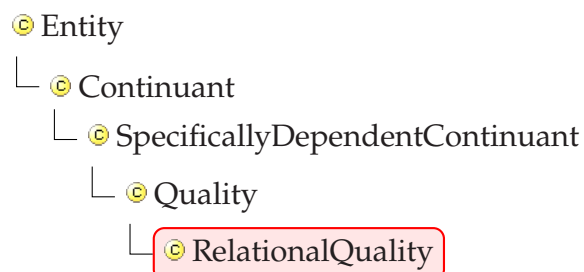 Entity
Continuant
SpecificallyDependentContinuant
Quality
RelationalQuality